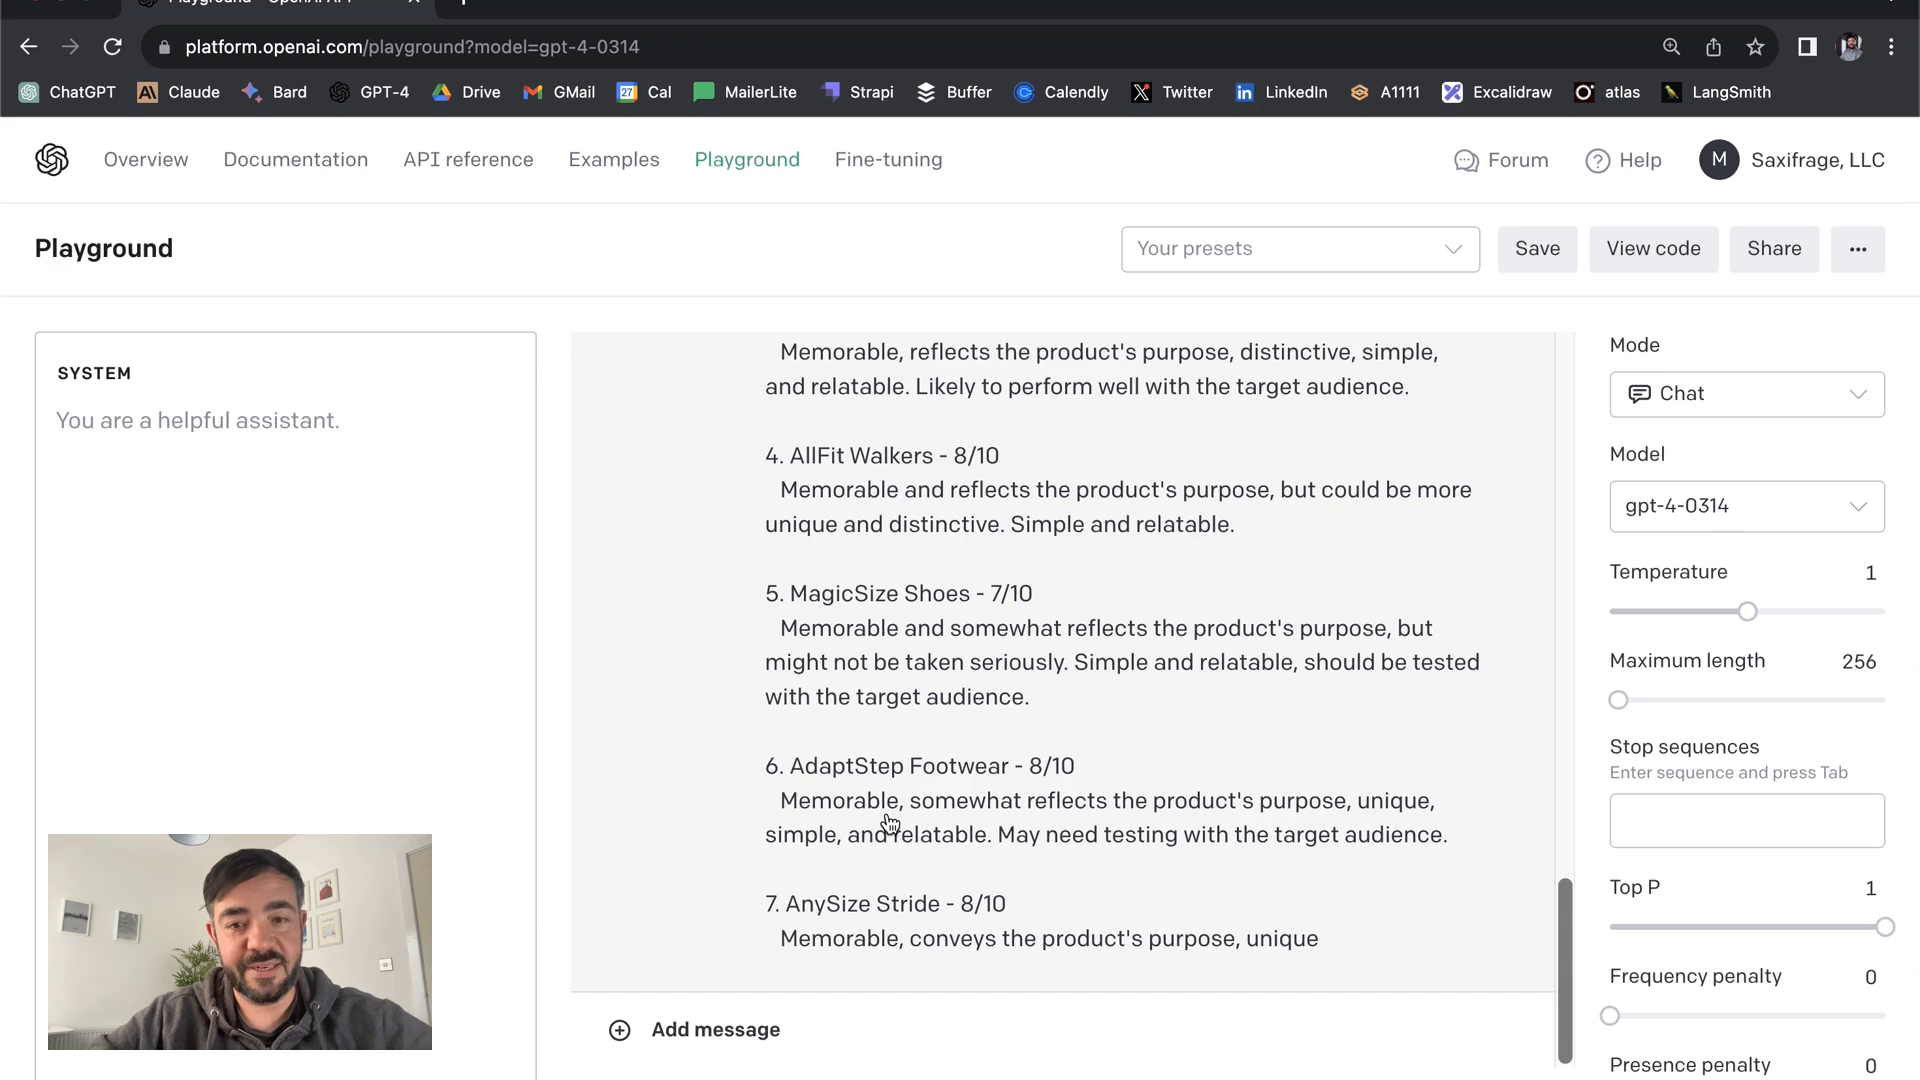 platform.openai.com/playground?model=gpt-4-0314
ChatGPT Claude Bard GPT-4 Drive GMail 27 Cal MailerLite Strapi Buffer Calendly Twitter LinkedIn A1111 Excalidraw atlas LangSmith
Overview Documentation API reference Examples Playground Fine-tuning Forum Help M Saxifrage, LLC
Playground Your presets Save View code Share
SYSTEM
You are a helpful assistant.
Memorable, reflects the product's purpose, distinctive, simple,
and relatable. Likely to perform well with the target audience.
4. AllFit Walkers - 8/10
Memorable and reflects the product's purpose, but could be more
unique and distinctive. Simple and relatable.
5. MagicSize Shoes - 7/10
Memorable and somewhat reflects the product's purpose, but
might not be taken seriously. Simple and relatable, should be tested
with the target audience.
6. AdaptStep Footwear - 8/10
Memorable, somewhat reflects the product's purpose, unique,
simple, and relatable. May need testing with the target audience.
7. AnySize Stride - 8/10
Memorable, conveys the product's purpose, unique
Add message
Mode
Chat
Model
gpt-4-0314
Temperature 1
Maximum length 256
Stop sequences
Enter sequence and press Tab
Top P 1
Frequency penalty 0
Presence penalty 0